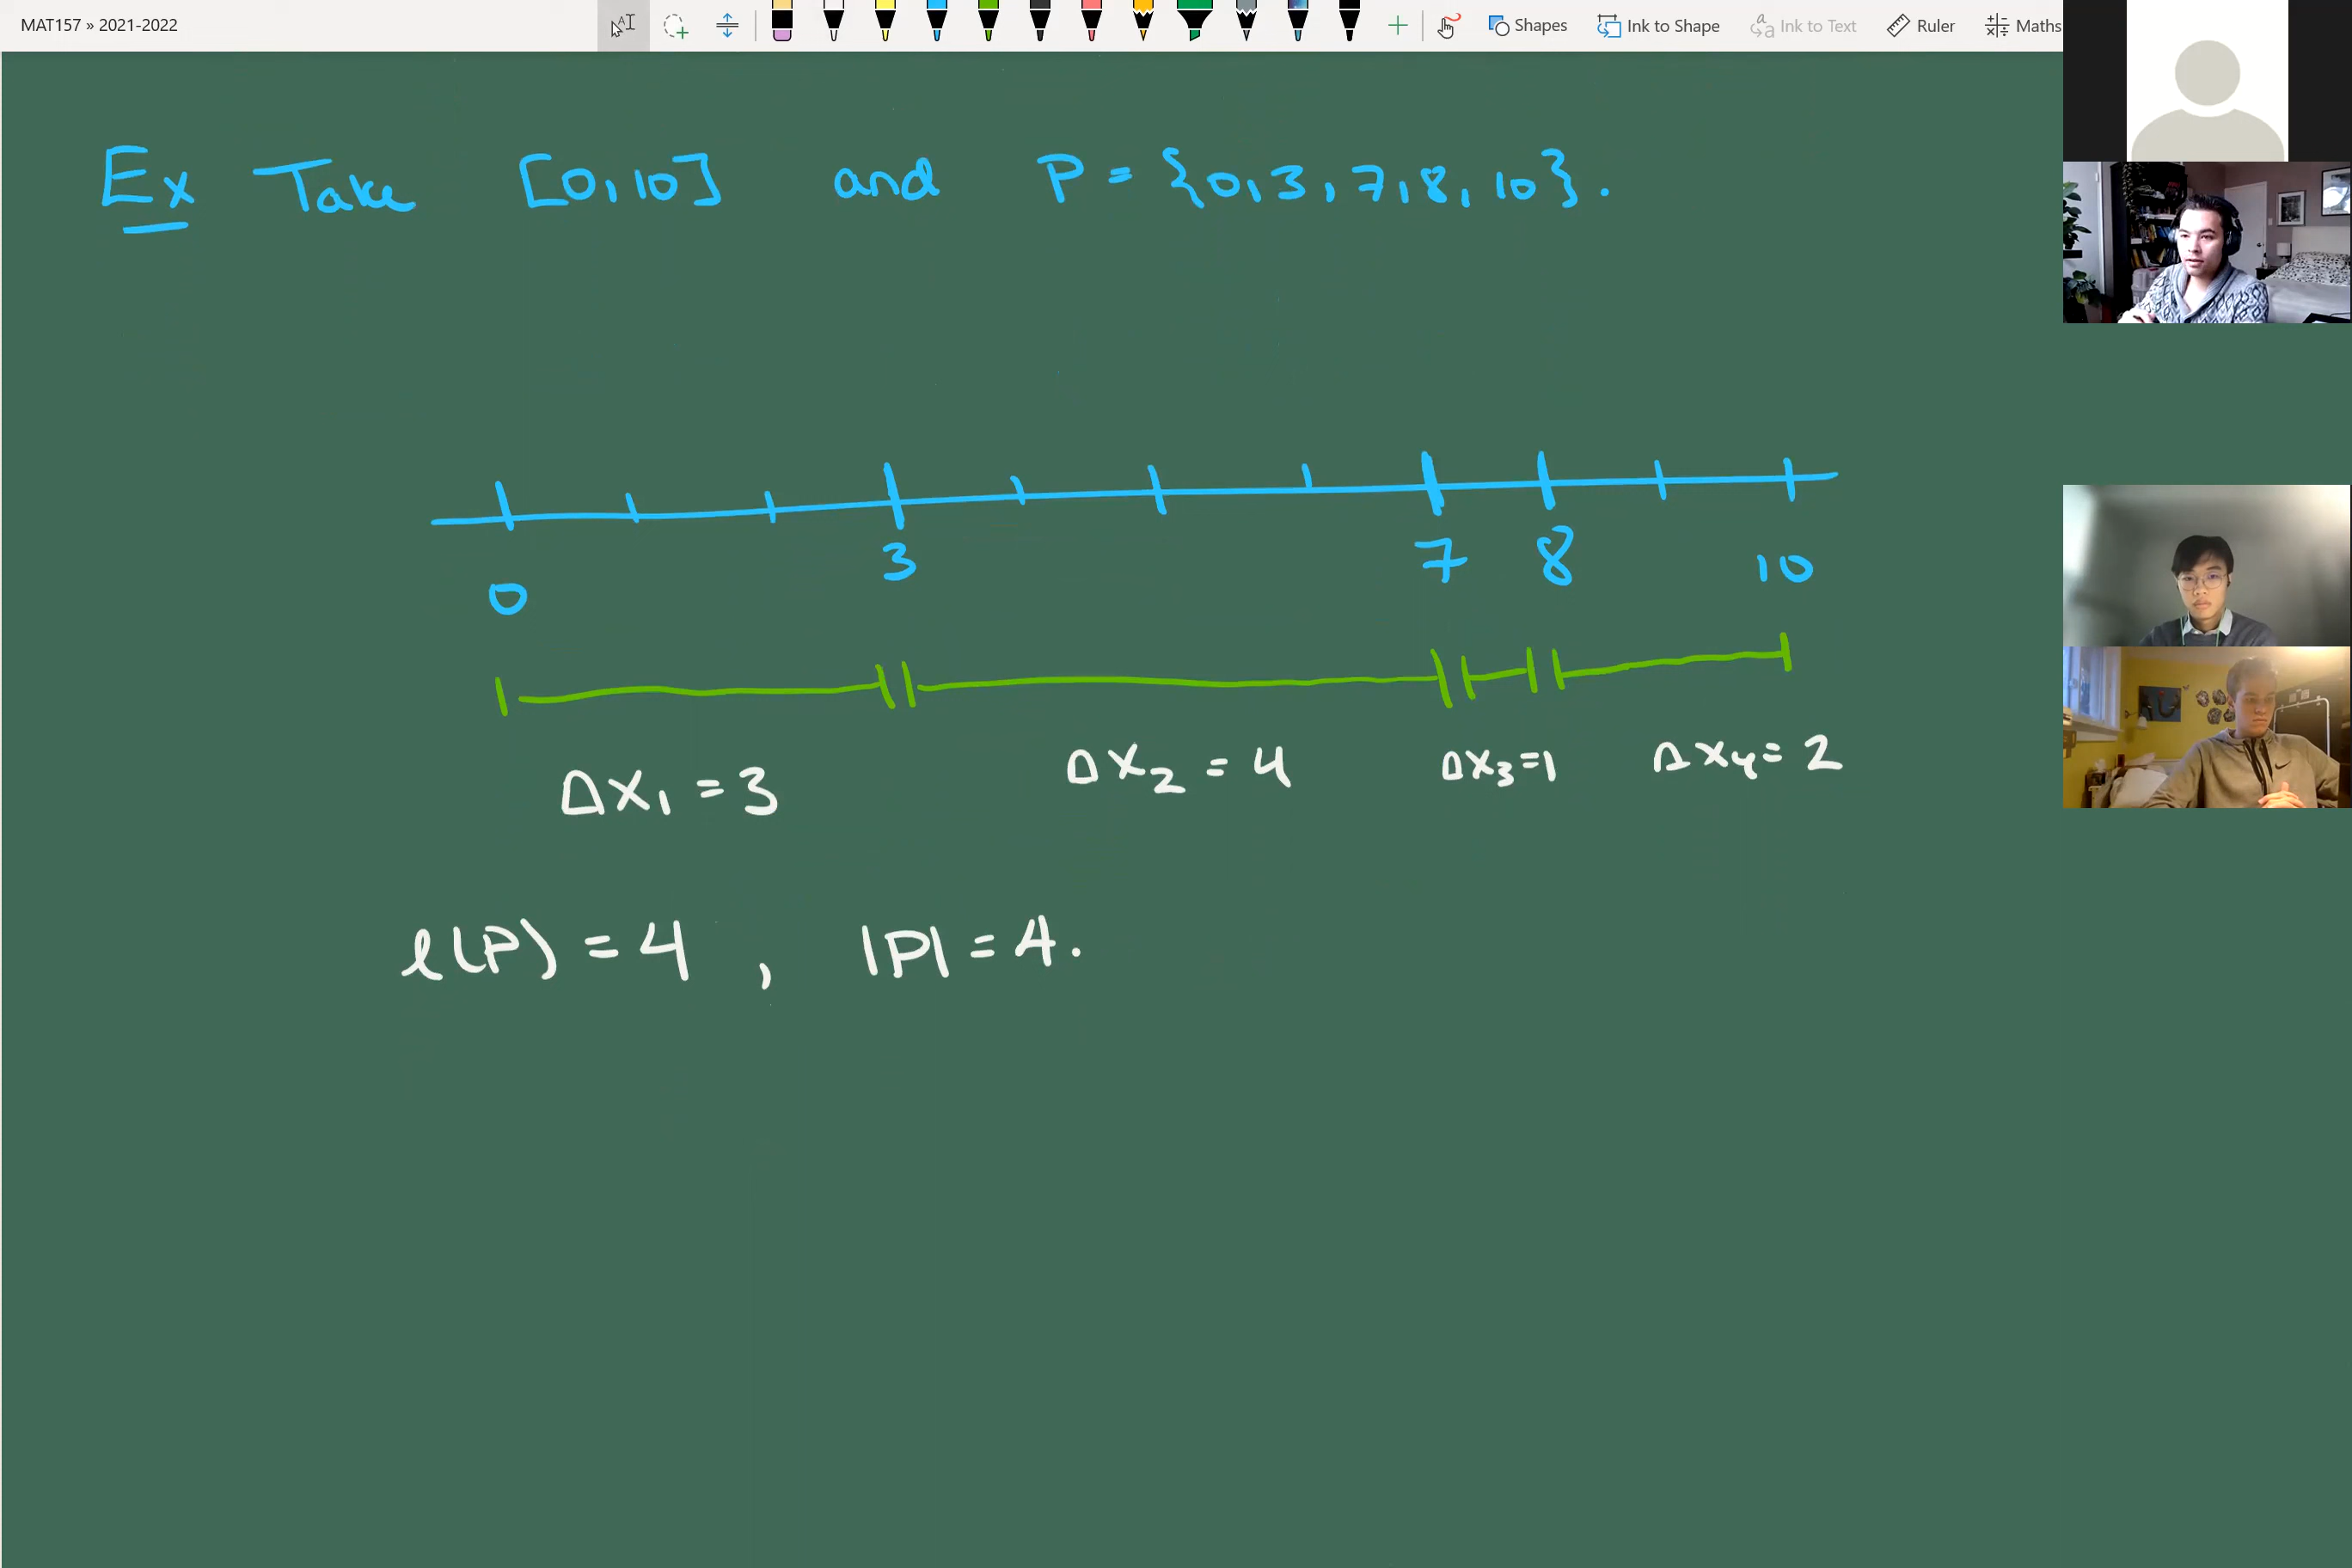 MAT157 » 2021-2022
Shapes Ink to Shape Ink to Text Ruler Maths
Ex Take [0,10] and P = {0,3,7,8,10}.
0 3 7 8 10
Δx₁ = 3 Δx₂ = 4 Δx₃=1 Δx₄= 2
ℓ(P) = 4 , |P| = 4.